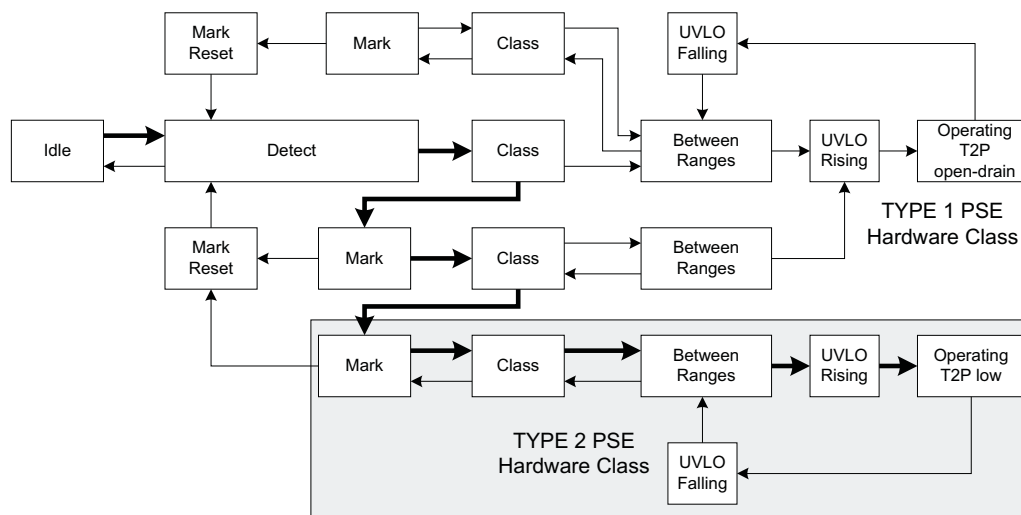 Mark
Reset
Mark
Class
UVLO
Falling
Idle
Detect
Class
Between
Ranges
UVLO
Rising
Operating
T2P
open-drain
TYPE 1 PSE
Hardware Class
Mark
Reset
Mark
Class
Between
Ranges
Mark
Class
Between
Ranges
UVLO
Rising
Operating
T2P low
TYPE 2 PSE
Hardware Class
UVLO
Falling